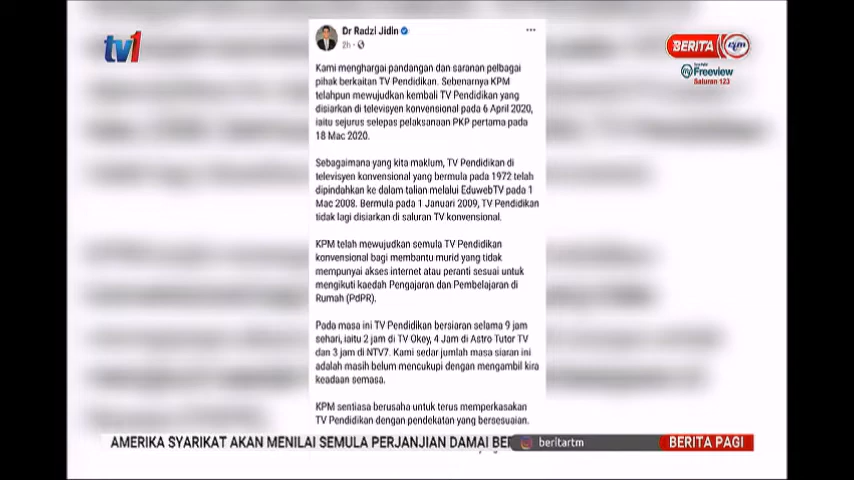 tv1
Dr Radzi Jidin
2h
BERITA rtm
Freeview
Saluran 123
Kami menghargai pandangan dan saranan pelbagai
pihak berkaitan TV Pendidikan. Sebenarnya KPM
telahpun mewujudkan kembali TV Pendidikan yang
disiarkan di televisyen konvensional pada 6 April 2020,
iaitu sejurus selepas pelaksanaan PKP pertama pada
18 Mac 2020.
Sebagaimana yang kita maklum, TV Pendidikan di
televisyen konvensional yang bermula pada 1972 telah
dipindahkan ke dalam talian melalui EduwebTV pada 1
Mac 2008. Bermula pada 1 Januari 2009, TV Pendidikan
tidak lagi disiarkan di saluran TV konvensional.
KPM telah mewujudkan semula TV Pendidikan
konvensional bagi membantu murid yang tidak
mempunyai akses internet atau peranti sesuai untuk
mengikuti kaedah Pengajaran dan Pembelajaran di
Rumah (PdPR).
Pada masa ini TV Pendidikan bersiaran selama 9 jam
sehari, iaitu 2 jam di TV Okey, 4 Jam di Astro Tutor TV
dan 3 jam di NTV7. Kami sedar jumlah masa siaran ini
adalah masih belum mencukupi dengan mengambil kira
keadaan semasa.
KPM sentiasa berusaha untuk terus memperkasakan
TV Pendidikan dengan pendekatan yang bersesuaian.
AMERIKA SYARIKAT AKAN MENILAI SEMULA PERJANJIAN DAMAI BER
beritartm
BERITA PAGI